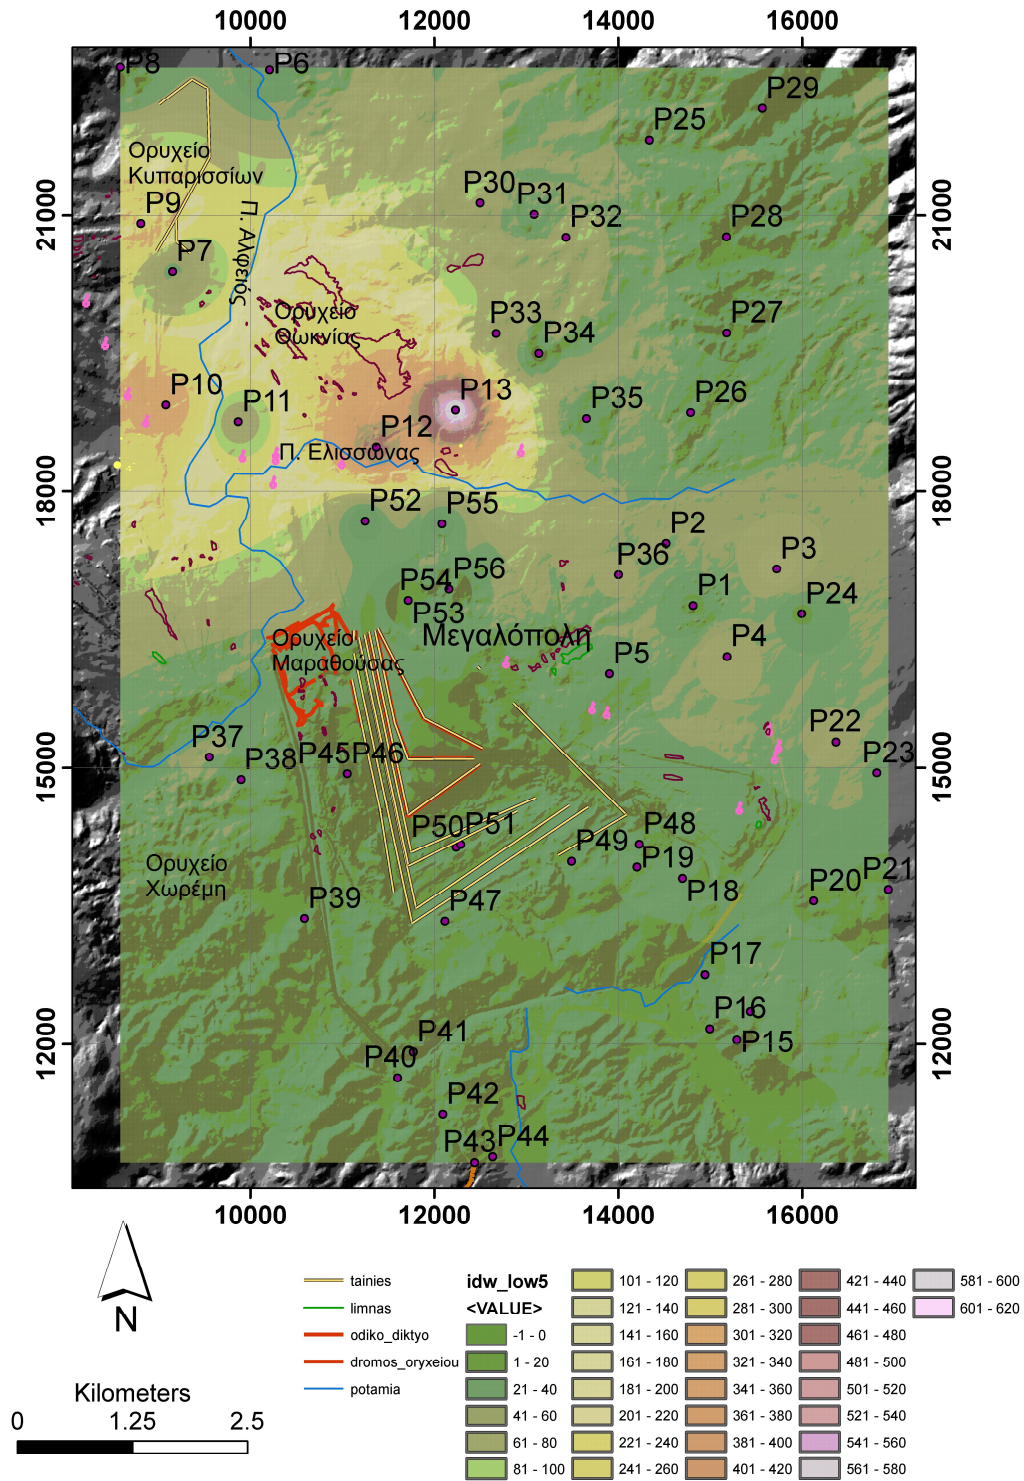 10000 12000 14000 16000
P8
P6
P29
P25
Ορυχείο
Κυπαρισσίων
P30
P31
P9
P32
P28
21000
21000
Π. Αλφειός
P7
Ορυχείο
Θωκνίας
P33
P34
P27
P10
P11
P13
P35
P26
P12
Π. Ελισσώνας
18000
18000
P52
P55
P2
P36
P3
P54
P56
P1
P24
P53
Μεγαλόπολη
Ορυχείο
Μαραθούσας
P5
P4
P22
P37
P38
P45
P46
P23
15000
15000
P50
P51
P48
P49
P19
P18
Ορυχείο
Χωρέμη
P21
P20
P39
P47
P17
P16
P15
12000
12000
P41
P40
P42
P43
P44
10000 12000 14000 16000
N
Kilometers
0 1.25 2.5
tainies
limnas
odiko_diktyo
dromos_oryxeiou
potamia
idw_low5
<VALUE>
-1 - 0
1 - 20
21 - 40
41 - 60
61 - 80
81 - 100
101 - 120
121 - 140
141 - 160
161 - 180
181 - 200
201 - 220
221 - 240
241 - 260
261 - 280
281 - 300
301 - 320
321 - 340
341 - 360
361 - 380
381 - 400
401 - 420
421 - 440
441 - 460
461 - 480
481 - 500
501 - 520
521 - 540
541 - 560
561 - 580
581 - 600
601 - 620